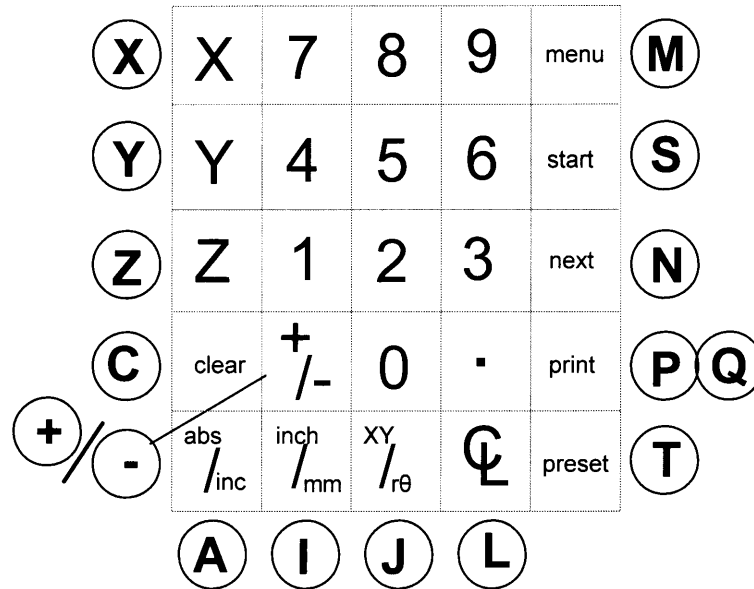 X X 7 8 9 menu M
Y Y 4 5 6 start S
Z Z 1 2 3 next N
C clear +/- 0 . print P Q
+/- abs/inc inch/mm XY/rθ ℄ preset T
A I J L